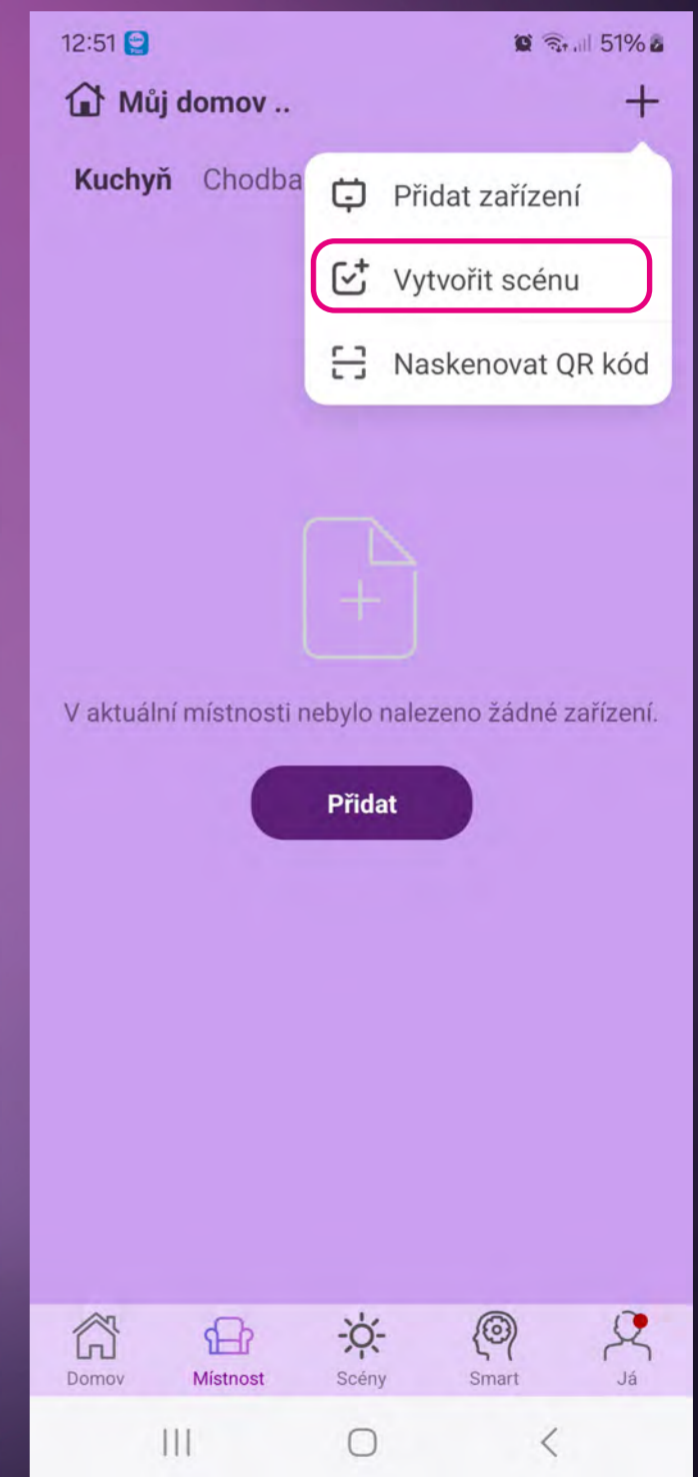 12:51 51%
Můj domov ..
Kuchyň Chodba
Přidat zařízení
Vytvořit scénu
Naskenovat QR kód
V aktuální místnosti nebylo nalezeno žádné zařízení.
Přidat
Domov Místnost Scény Smart Já